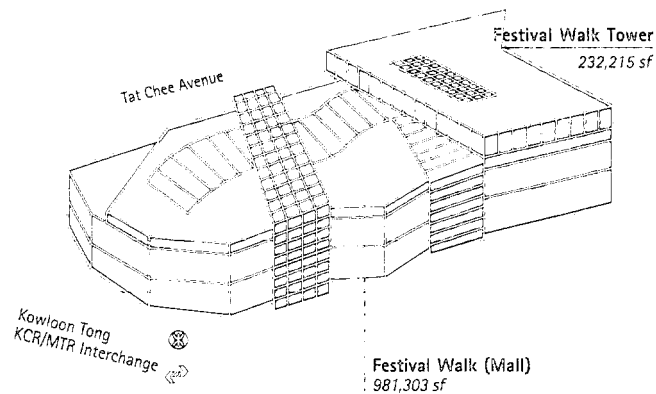 Festival Walk Tower
232,215 sf
Tat Chee Avenue
Kowloon Tong
KCR/MTR Interchange
Festival Walk (Mall)
981,303 sf